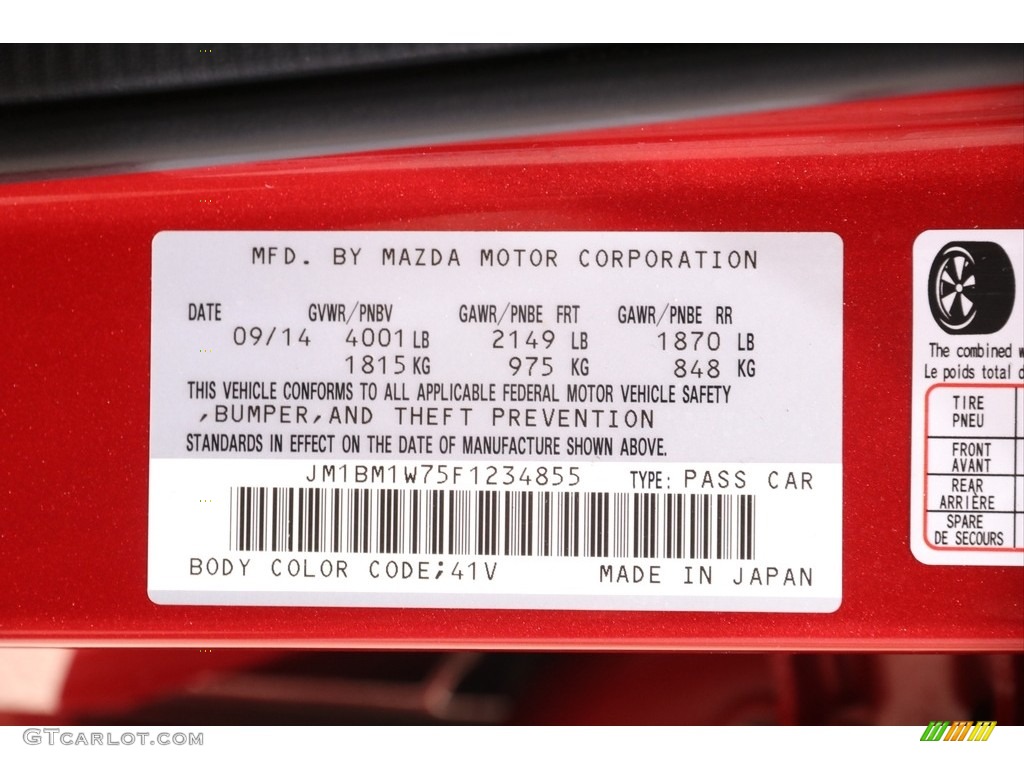 MFD. BY MAZDA MOTOR CORPORATION
DATE GVWR/PNBV GAWR/PNBE FRT GAWR/PNBE RR
09/14 4001 LB 2149 LB 1870 LB
1815 KG 975 KG 848 KG
THIS VEHICLE CONFORMS TO ALL APPLICABLE FEDERAL MOTOR VEHICLE SAFETY
,BUMPER,AND THEFT PREVENTION
STANDARDS IN EFFECT ON THE DATE OF MANUFACTURE SHOWN ABOVE.
JM1BM1W75F1234855 TYPE: PASS CAR
BODY COLOR CODE;41V MADE IN JAPAN
The combined
Le poids total
TIRE
PNEU
FRONT
AVANT
REAR
ARRIÈRE
SPARE
DE SECOURS
GTCARLOT.COM